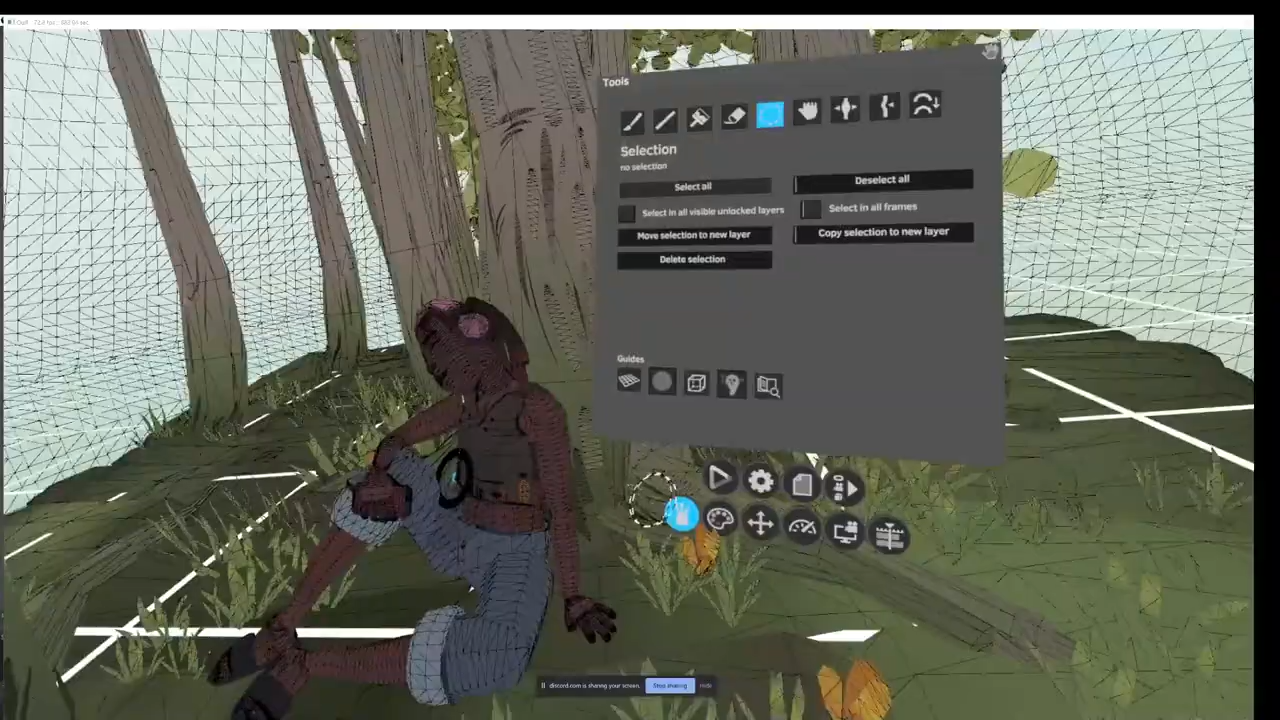 Quill
Tools
Selection
no selection
Select all
Deselect all
Select in all visible unlocked layers
Select in all frames
Move selection to new layer
Copy selection to new layer
Delete selection
Guides
discord.com is sharing your screen.
Stop sharing
Hide